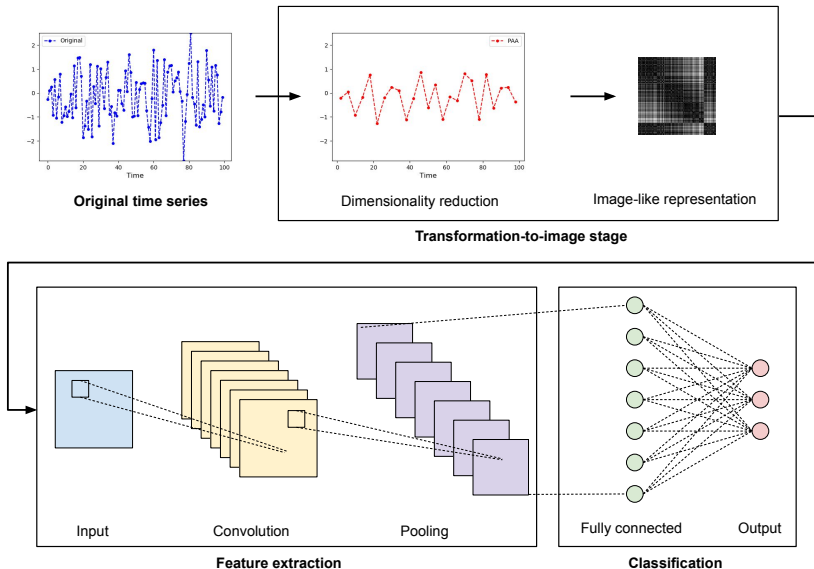 Original
2
1
0
−1
−2
0 20 40 60 80 100
Time
Original time series
PAA
2
1
0
−1
−2
0 20 40 60 80 100
Time
Dimensionality reduction
Image-like representation
Transformation-to-image stage
Input
Convolution
Pooling
Feature extraction
Fully connected
Output
Classification